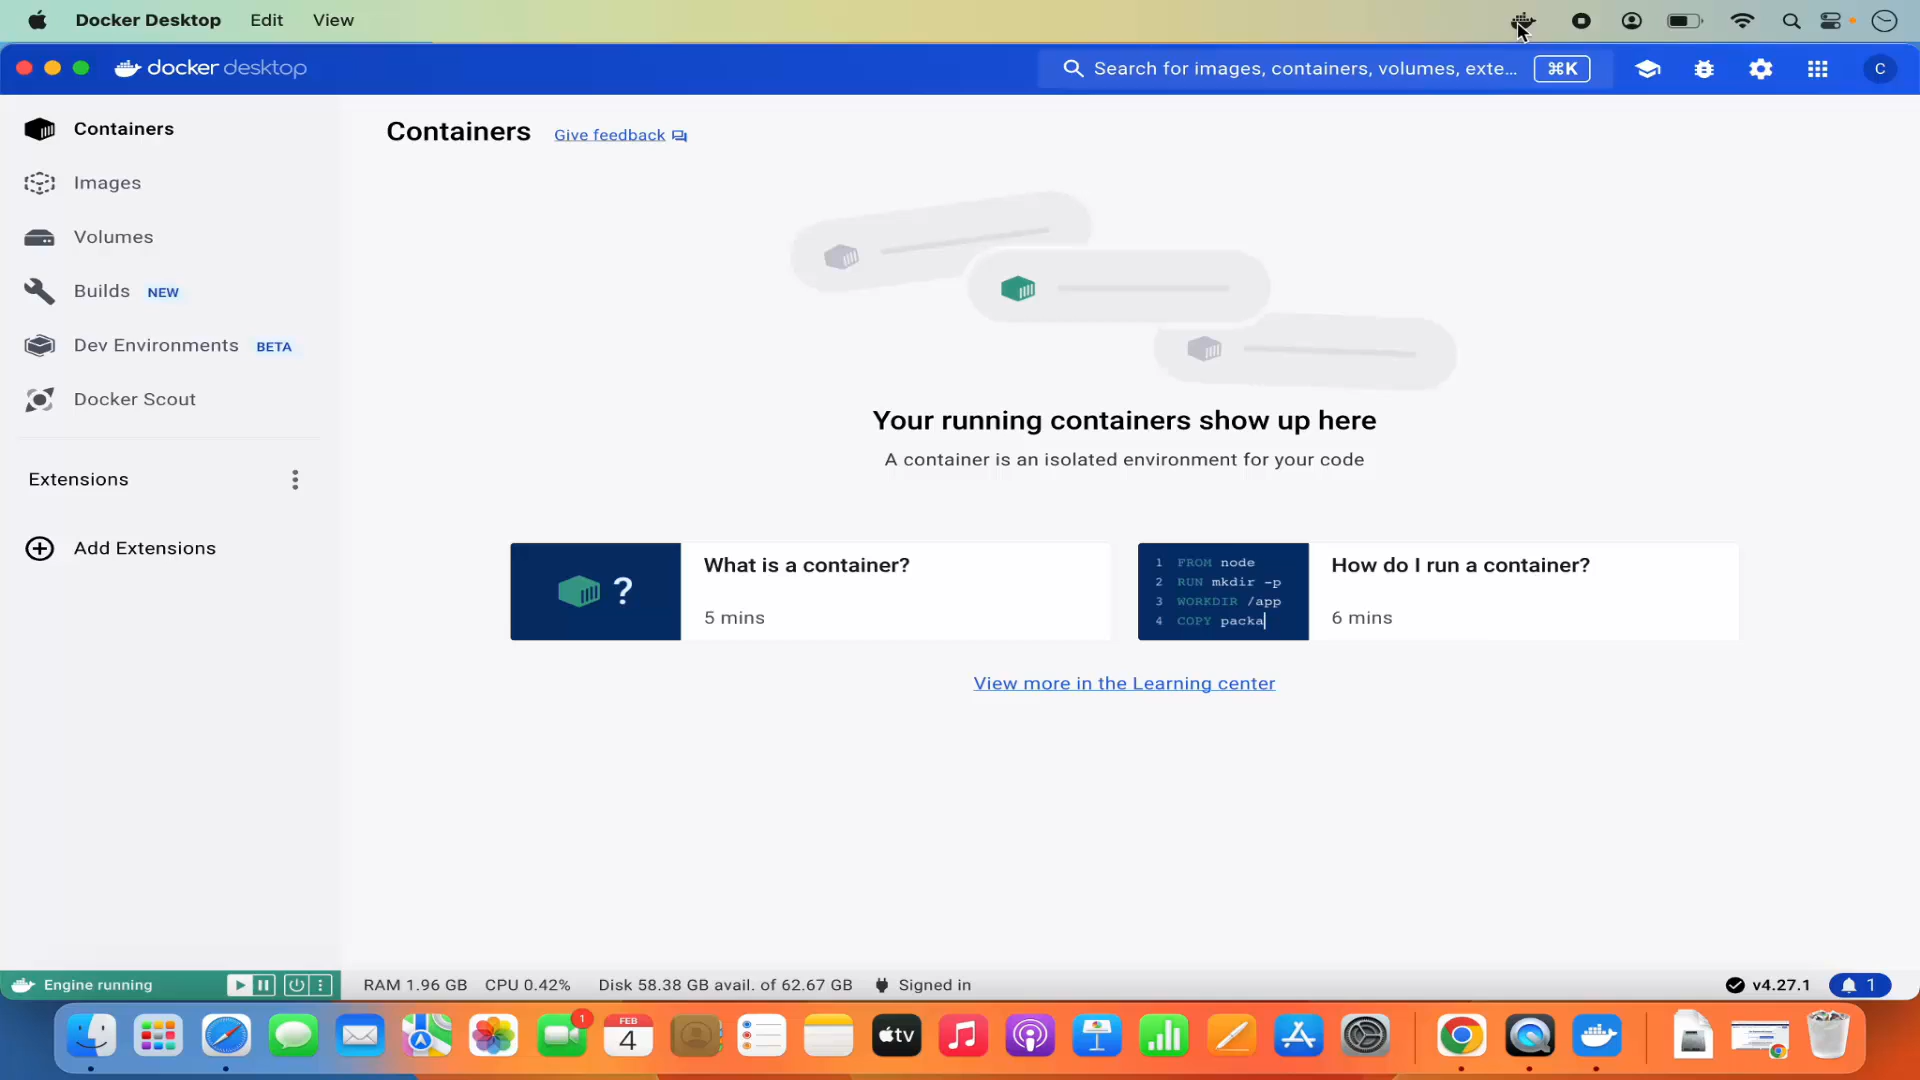 Docker Desktop Edit View
docker desktop
Search for images, containers, volumes, exte... ⌘K
C
Containers
Images
Volumes
Builds NEW
Dev Environments BETA
Docker Scout
Extensions
Add Extensions
Containers Give feedback
Your running containers show up here
A container is an isolated environment for your code
?
What is a container?
5 mins
1 FROM node
2 RUN mkdir -p
3 WORKDIR /app
4 COPY packa
How do I run a container?
6 mins
View more in the Learning center
Engine running
RAM 1.96 GB CPU 0.42% Disk 58.38 GB avail. of 62.67 GB Signed in
v4.27.1
1
1
FEB
4
tv